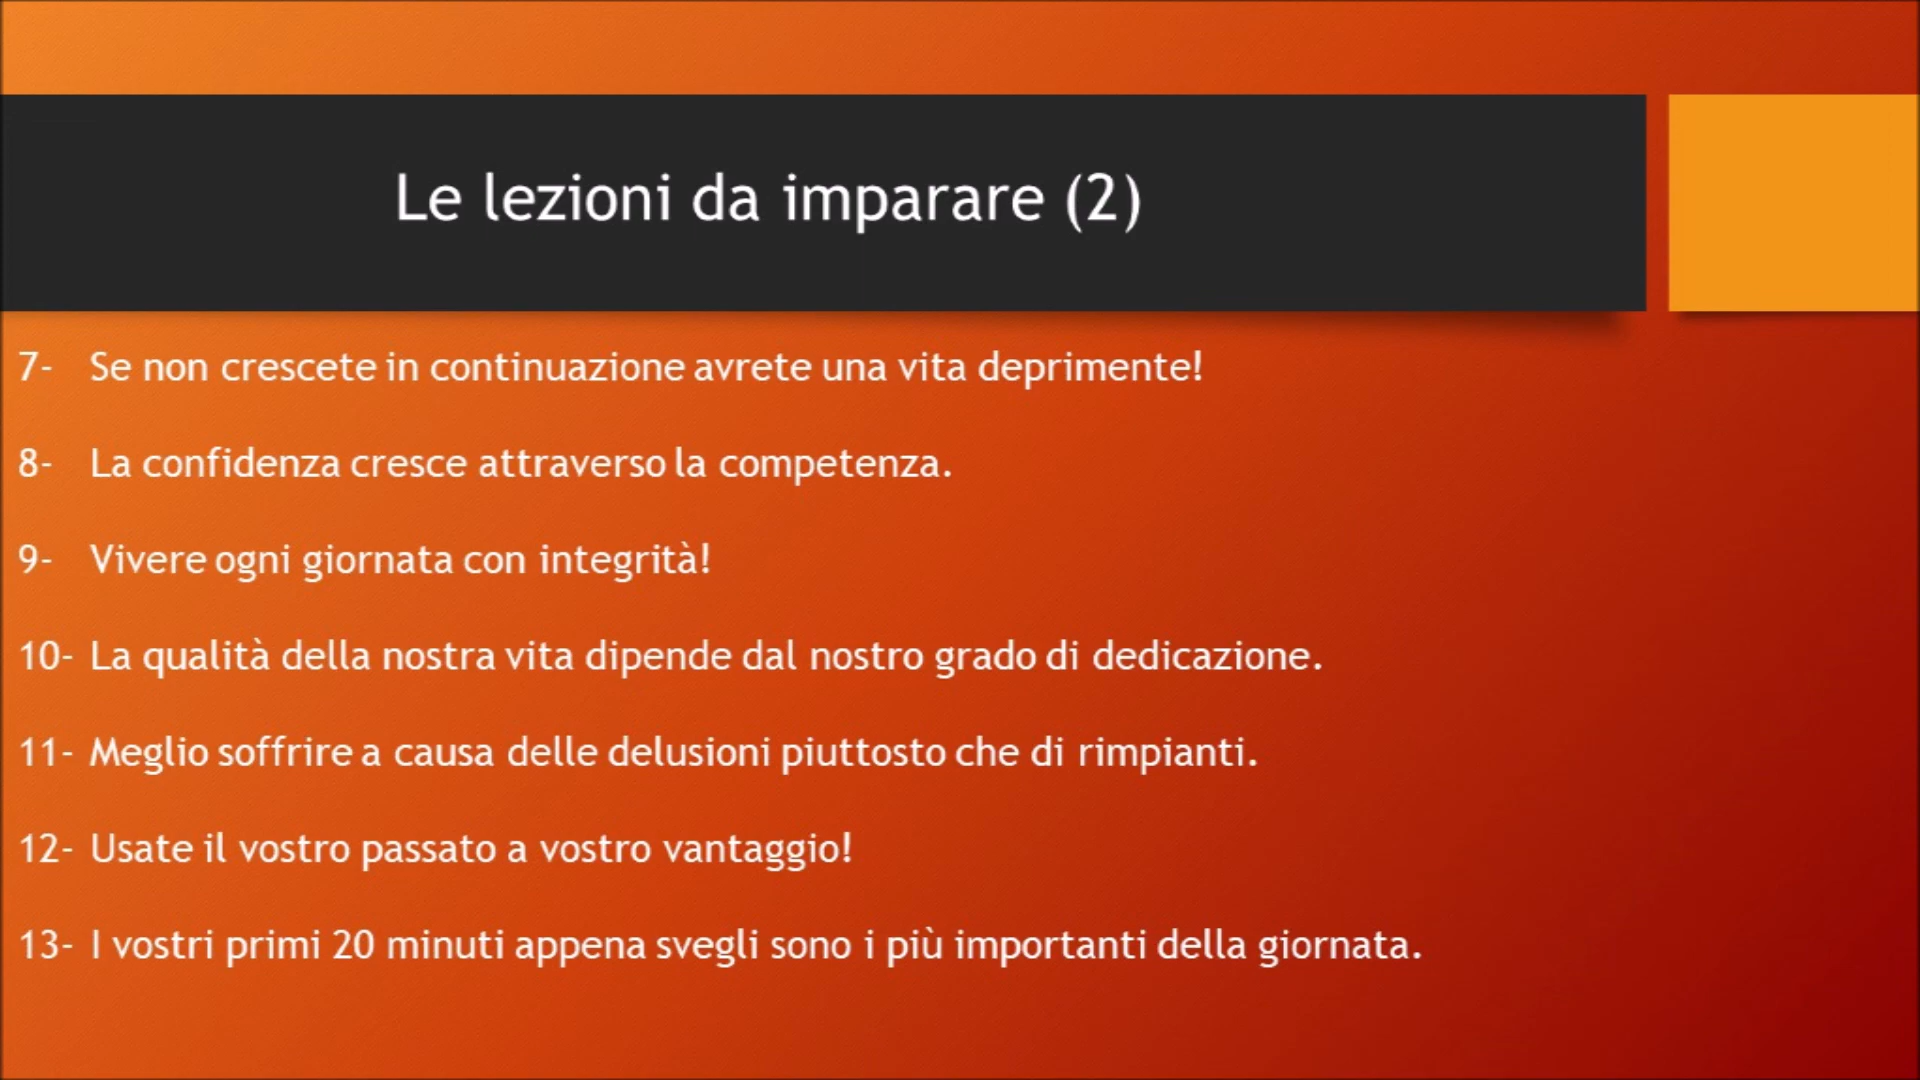 Le lezioni da imparare (2)
7- Se non crescete in continuazione avrete una vita deprimente!
8- La confidenza cresce attraverso la competenza.
9- Vivere ogni giornata con integrità!
10- La qualità della nostra vita dipende dal nostro grado di dedicazione.
11- Meglio soffrire a causa delle delusioni piuttosto che di rimpianti.
12- Usate il vostro passato a vostro vantaggio!
13- I vostri primi 20 minuti appena svegli sono i più importanti della giornata.